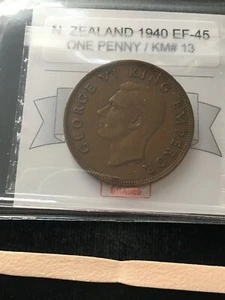 N. ZEALAND 1940 EF-45
ONE PENNY / KM# 13
GEORGE VI KING EMPEROR